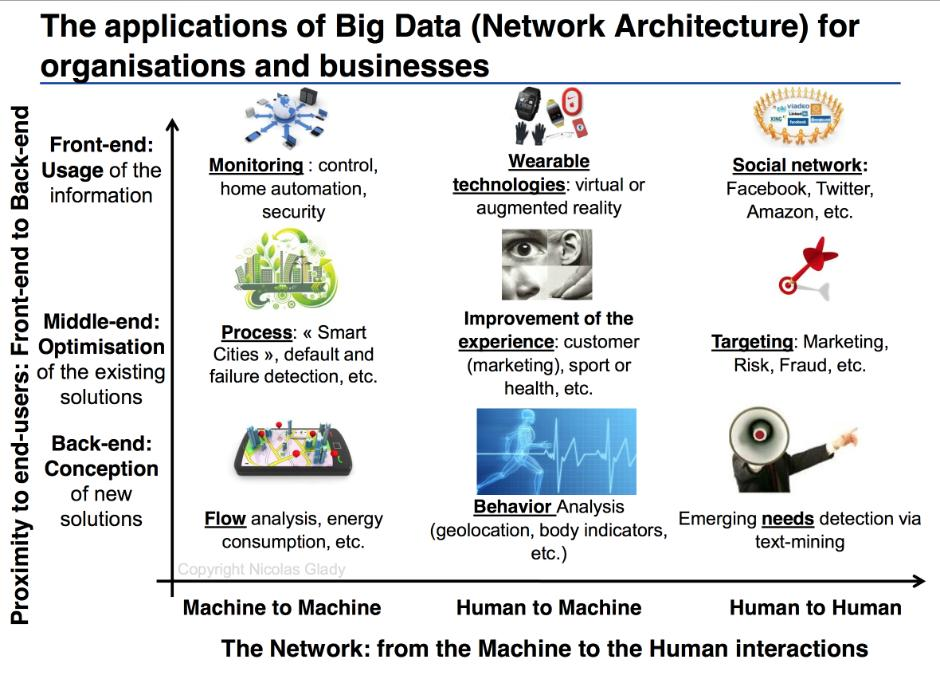 The applications of Big Data (Network Architecture) for
organisations and businesses
Proximity to end-users: Front-end to Back-end
Front-end:
Usage of the
information
Monitoring : control,
home automation,
security
Wearable
technologies: virtual or
augmented reality
viadeo
XING
LinkedIn
facebook
Social network:
Facebook, Twitter,
Amazon, etc.
Middle-end:
Optimisation
of the existing
solutions
Process: « Smart
Cities », default and
failure detection, etc.
Improvement of the
experience: customer
(marketing), sport or
health, etc.
Targeting: Marketing,
Risk, Fraud, etc.
Back-end:
Conception
of new
solutions
Flow analysis, energy
consumption, etc.
Behavior Analysis
(geolocation, body indicators,
etc.)
Emerging needs detection via
text-mining
Copyright Nicolas Glady
Machine to Machine
Human to Machine
Human to Human
The Network: from the Machine to the Human interactions